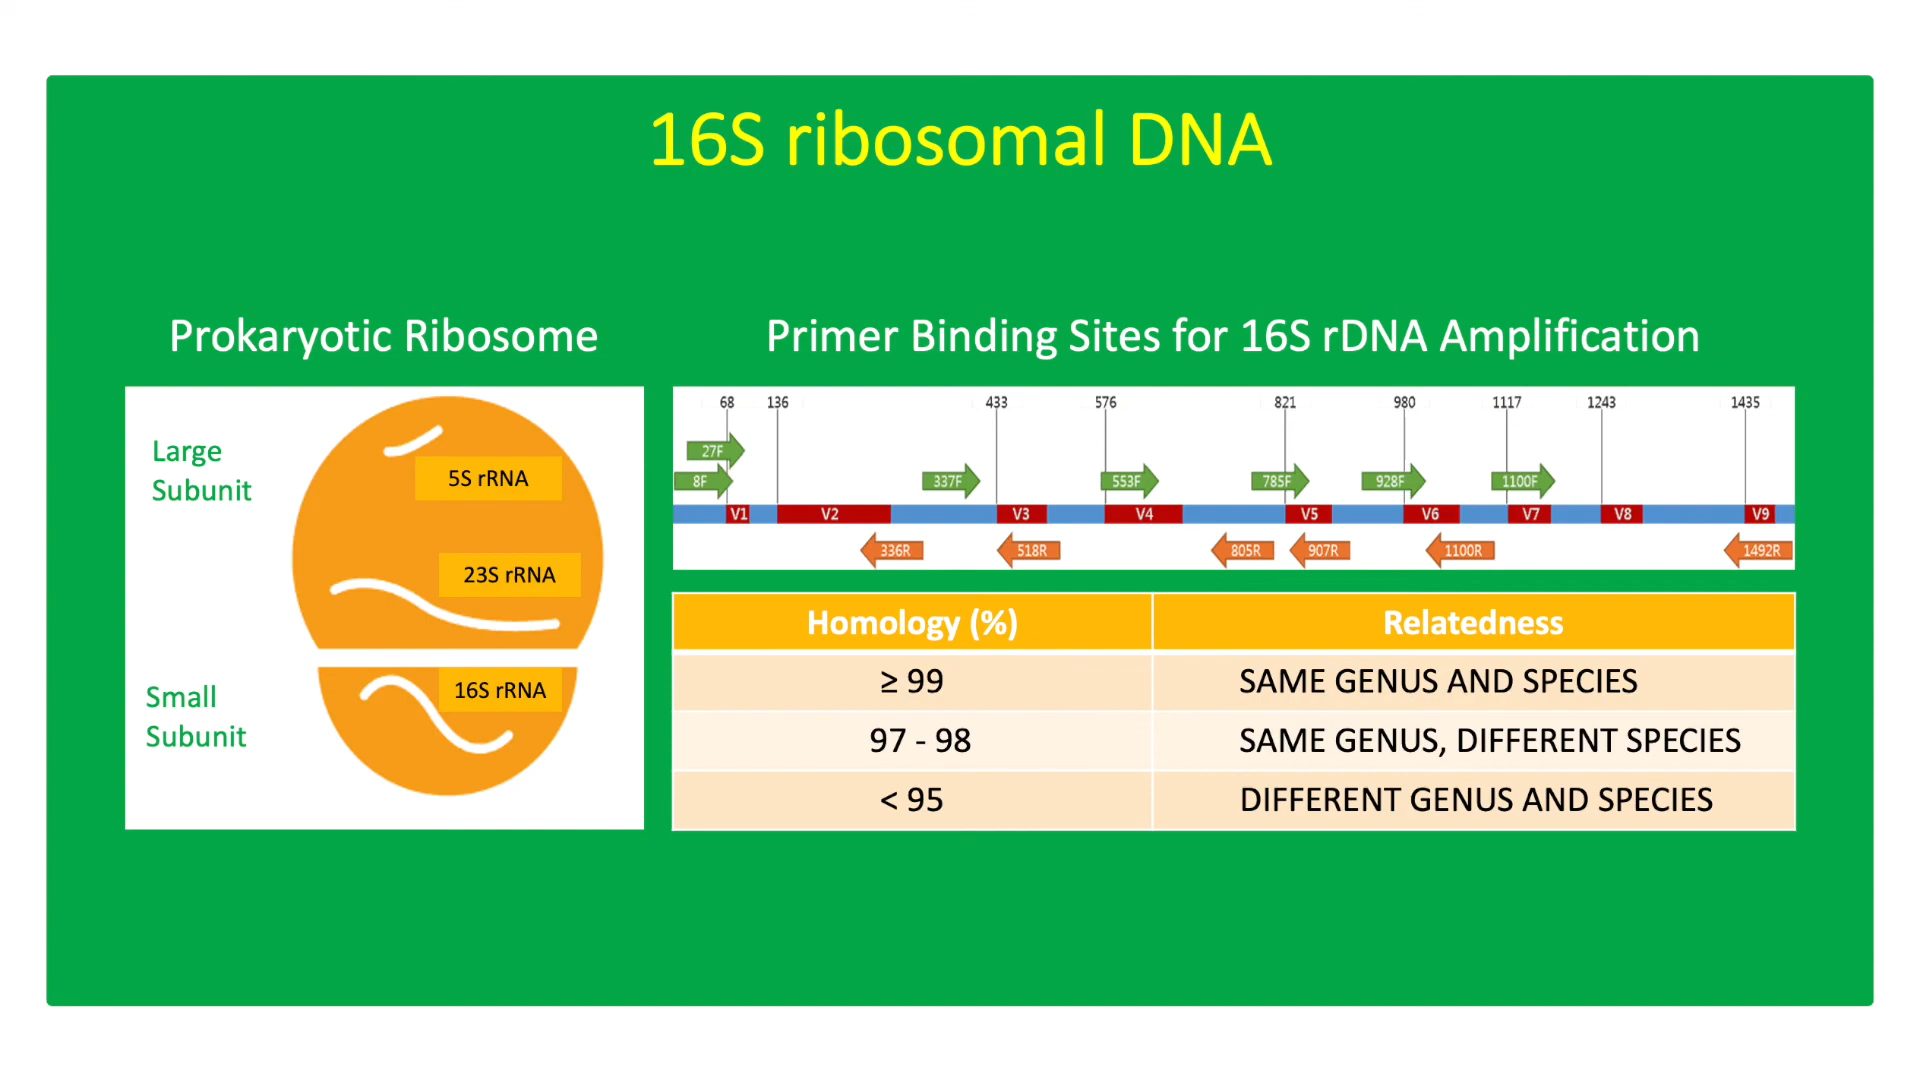 16S ribosomal DNA
Prokaryotic Ribosome
Large
Subunit
5S rRNA
23S rRNA
Small
Subunit
16S rRNA
Primer Binding Sites for 16S rDNA Amplification
68 136 433 576 821 980 1117 1243 1435
27F
8F 337F 553F 785F 928F 1100F
V1 V2 V3 V4 V5 V6 V7 V8 V9
336R 518R 805R 907R 1100R 1492R
Homology (%) Relatedness
≥ 99 SAME GENUS AND SPECIES
97 - 98 SAME GENUS, DIFFERENT SPECIES
< 95 DIFFERENT GENUS AND SPECIES